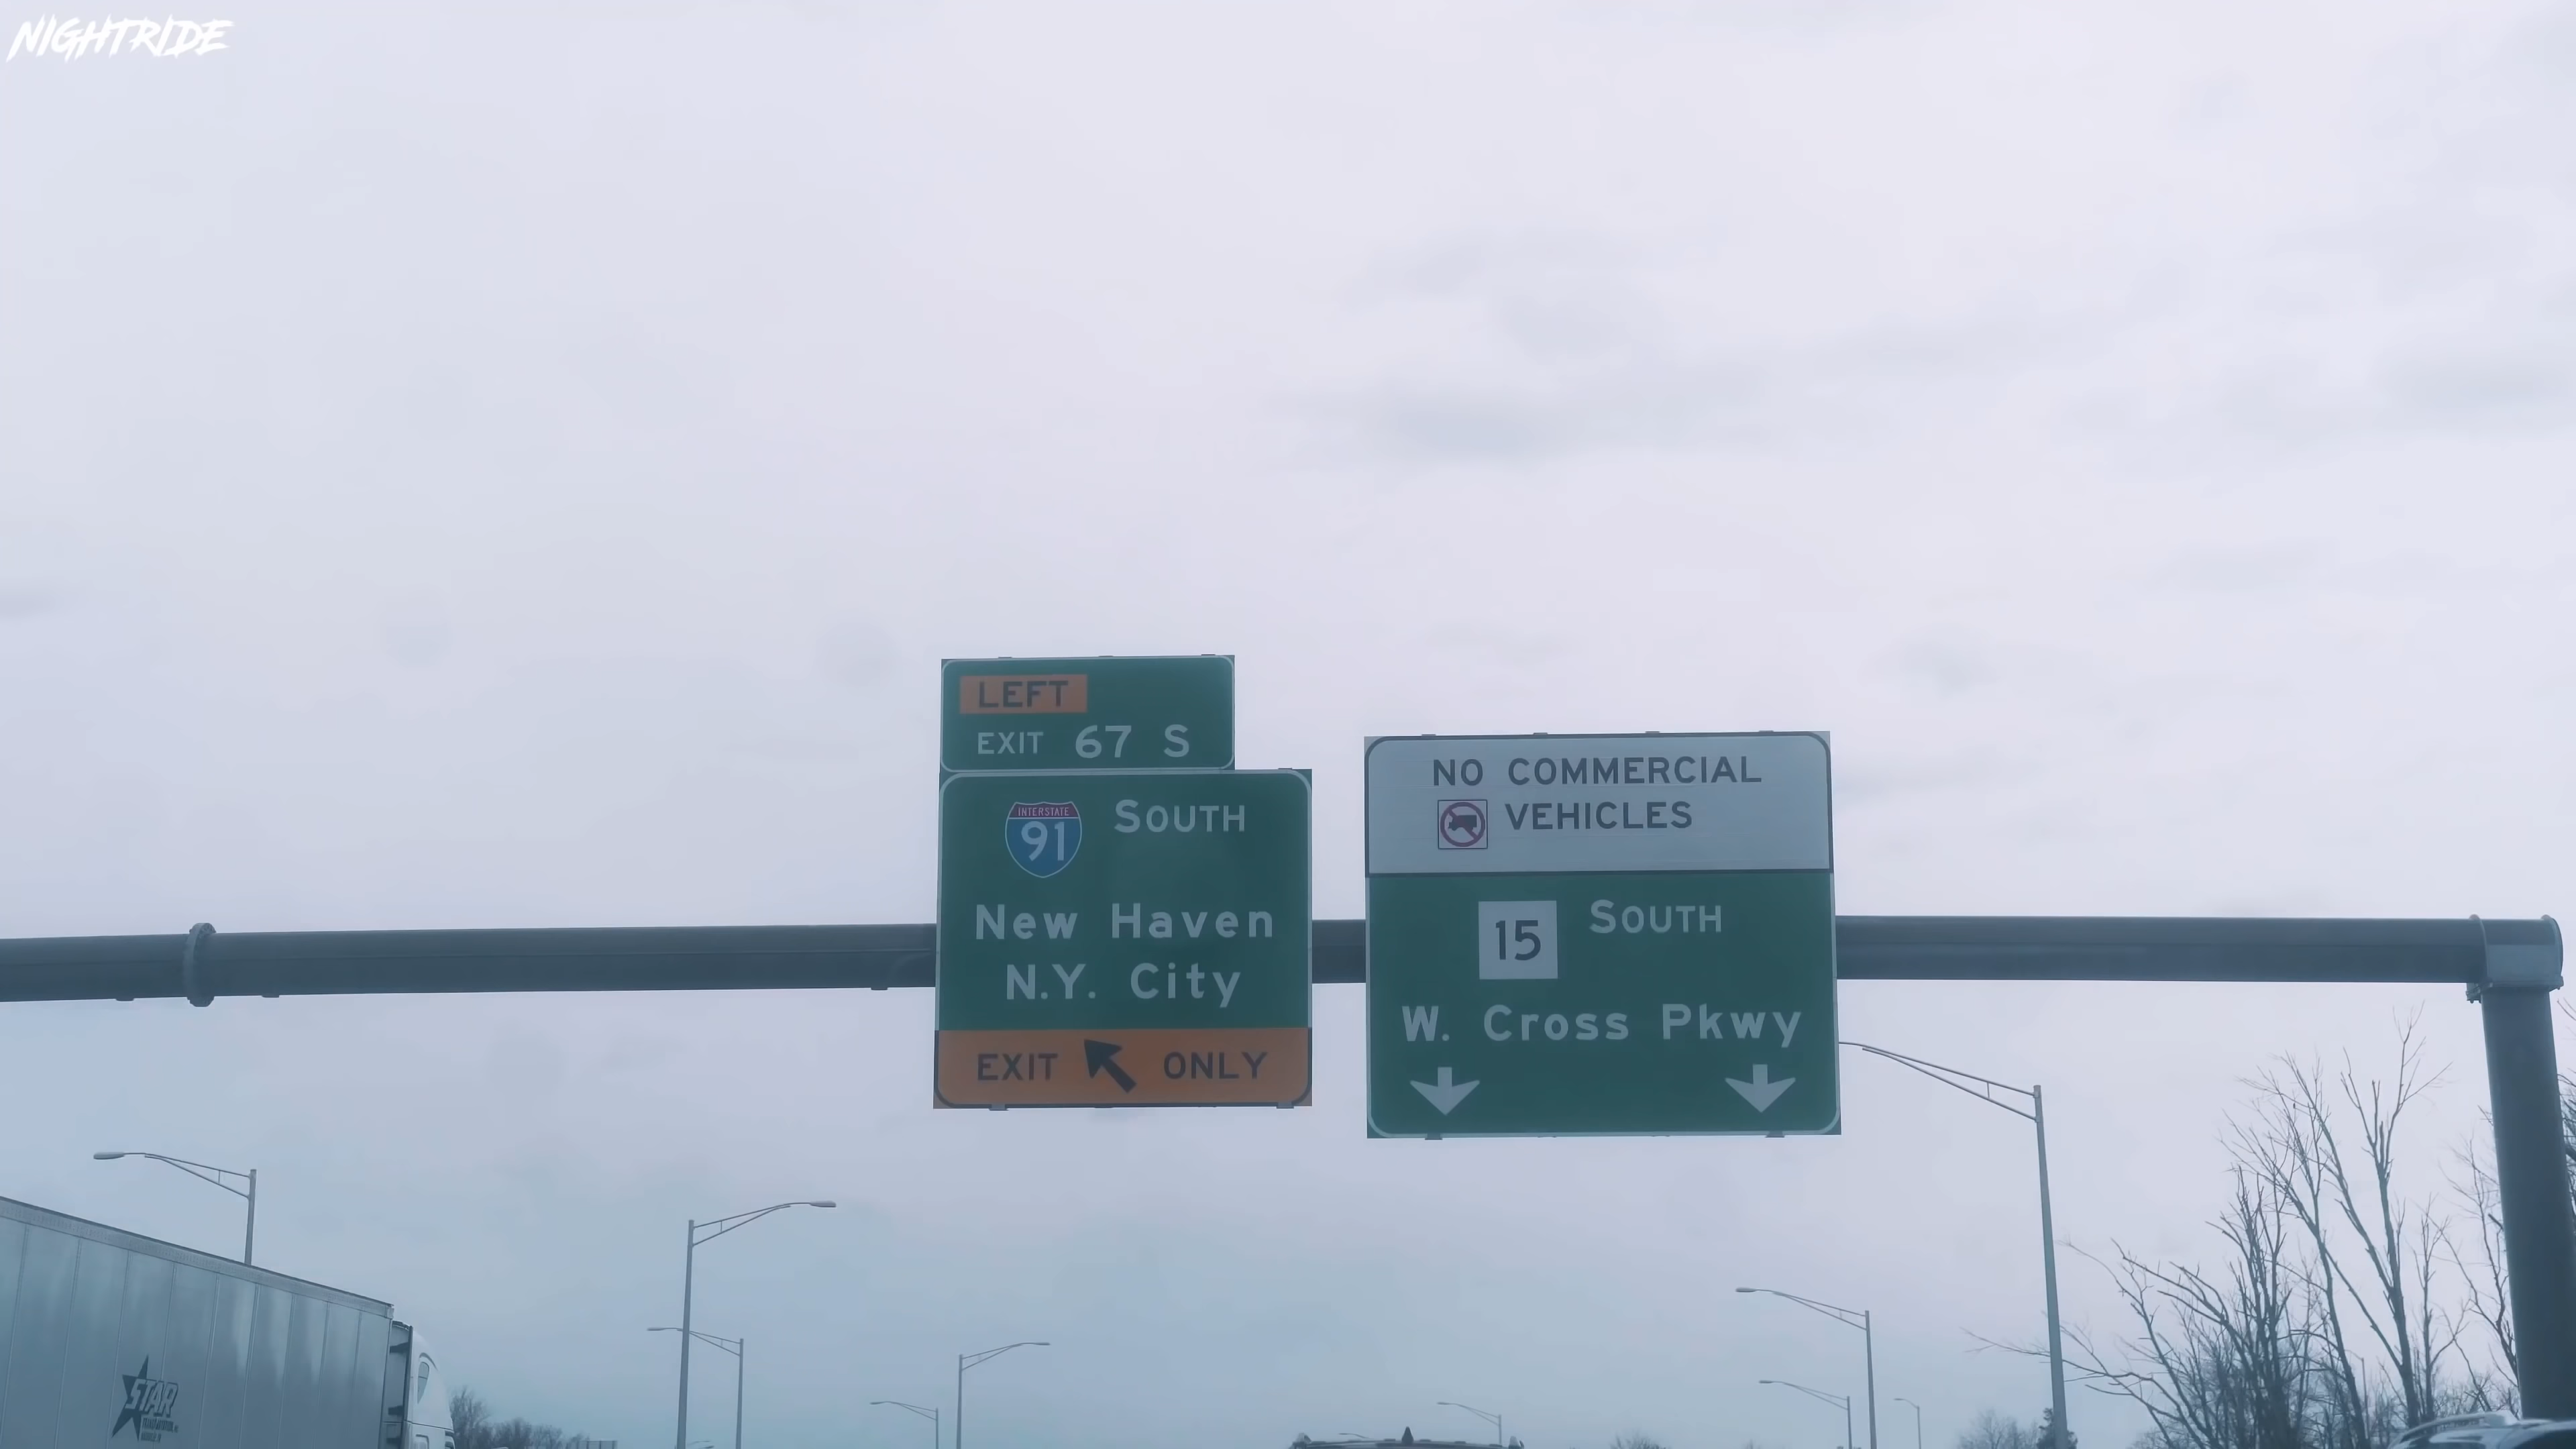 NIGHTRIDE
LEFT
EXIT 67 S
INTERSTATE
91 SOUTH
New Haven
N.Y. City
EXIT ONLY
NO COMMERCIAL
VEHICLES
15 SOUTH
W. Cross Pkwy
STAR